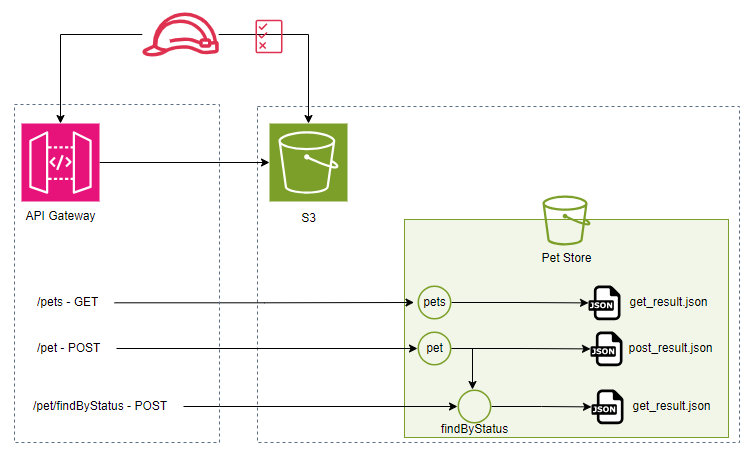 API Gateway
S3
Pet Store
/pets - GET
pets
JSON
get_result.json
/pet - POST
pet
JSON
post_result.json
/pet/findByStatus - POST
JSON
get_result.json
findByStatus